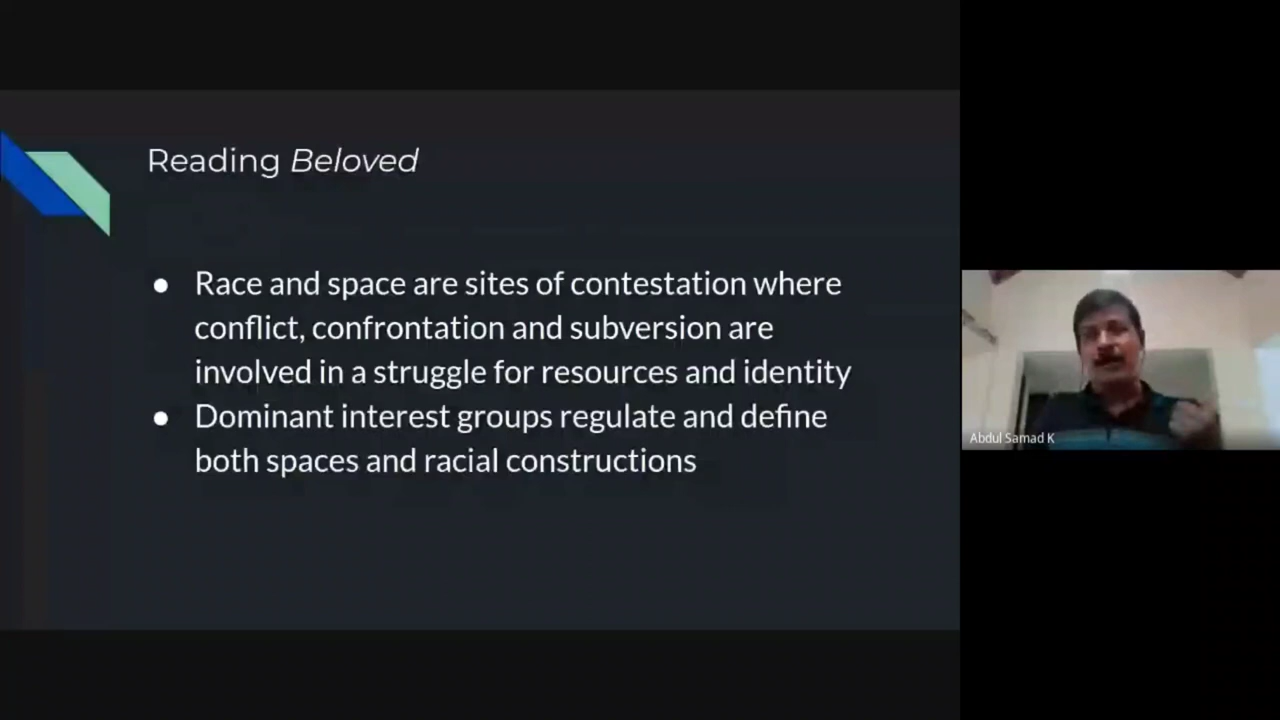 Reading Beloved
● Race and space are sites of contestation where
conflict, confrontation and subversion are
involved in a struggle for resources and identity
● Dominant interest groups regulate and define
both spaces and racial constructions
Abdul Samad K